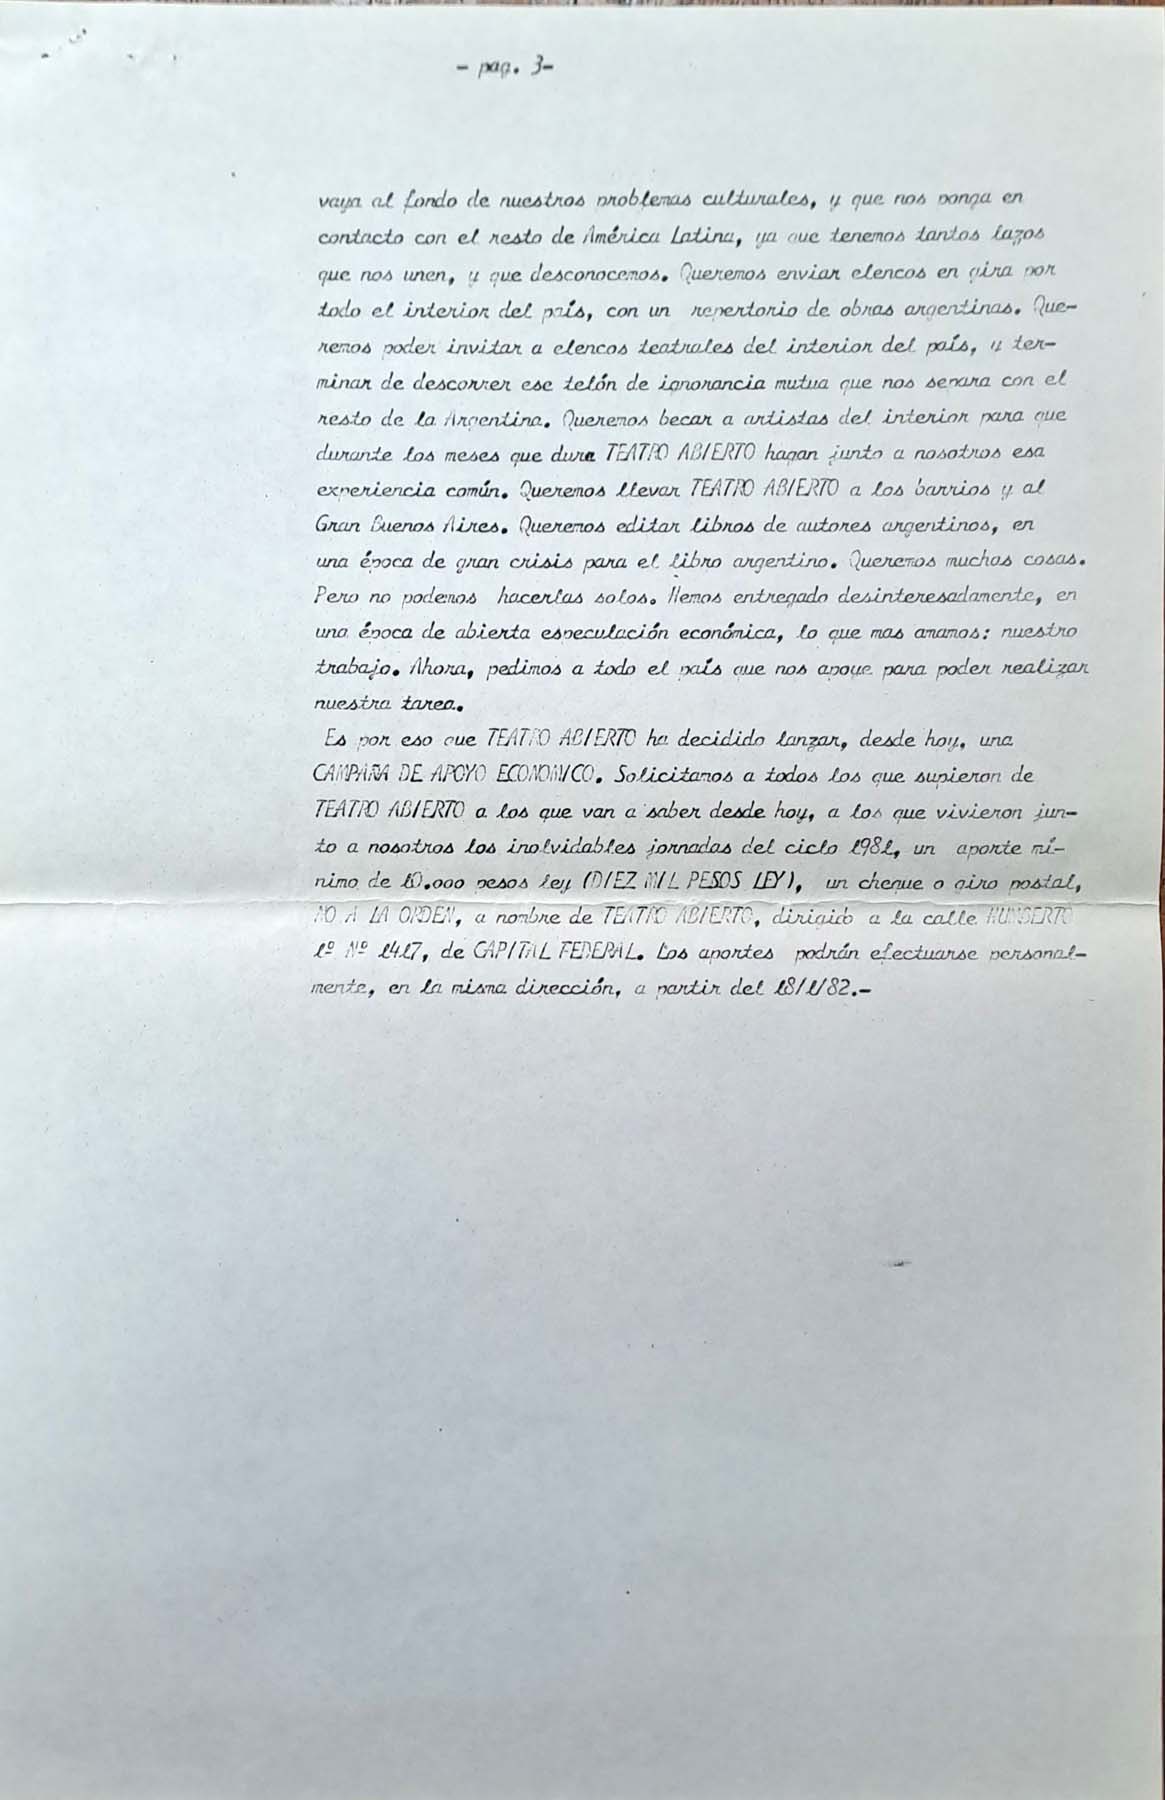 - pag. 3-
vaya al fondo de nuestros problemas culturales, y que nos ponga en
contacto con el resto de América Latina, ya que tenemos tantos lazos
que nos unen, y que desconocemos. Queremos enviar elencos en gira por
todo el interior del país, con un repertorio de obras argentinas. Que-
remos poder invitar a elencos teatrales del interior del país, y ter-
minar de descorrer ese telón de ignorancia mutua que nos separa con el
resto de la Argentina. Queremos becar a artistas del interior para que
durante los meses que dura TEATRO ABIERTO hagan junto a nosotros esa
experiencia común. Queremos llevar TEATRO ABIERTO a los barrios y al
Gran Buenos Aires. Queremos editar libros de autores argentinos, en
una época de gran crisis para el libro argentino. Queremos muchas cosas.
Pero no podemos hacerlas solos. Hemos entregado desinteresadamente, en
una época de abierta especulación económica, lo que mas amamos: nuestro
trabajo. Ahora, pedimos a todo el país que nos apoye para poder realizar
nuestra tarea.
Es por eso que TEATRO ABIERTO ha decidido lanzar, desde hoy, una
CAMPAÑA DE APOYO ECONOMICO. Solicitamos a todos los que supieron de
TEATRO ABIERTO a los que van a saber desde hoy, a los que vivieron jun-
to a nosotros los inolvidables jornadas del ciclo 1981, un aporte mí-
nimo de 10.000 pesos ley (DIEZ MIL PESOS LEY), un cheque o giro postal,
NO A LA ORDEN, a nombre de TEATRO ABIERTO, dirigido a la calle HUMBERTO
1º Nº 1417, de CAPITAL FEDERAL. Los aportes podrán efectuarse personal-
mente, en la misma dirección, a partir del 18/1/82.-